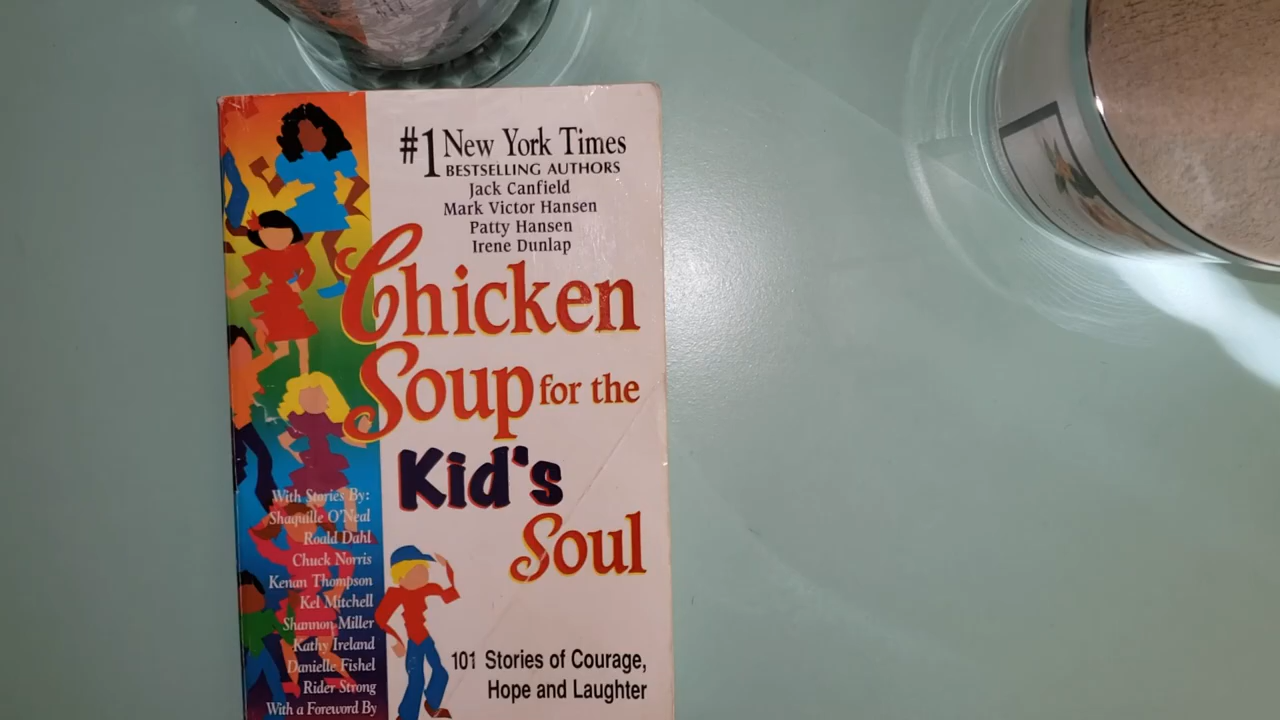 #1 New York Times
BESTSELLING AUTHORS
Jack Canfield
Mark Victor Hansen
Patty Hansen
Irene Dunlap
Chicken
Soup for the
Kid's
Soul
With Stories By:
Shaquille O'Neal
Roald Dahl
Chuck Norris
Kenan Thompson
Kel Mitchell
Shannon Miller
Kathy Ireland
Danielle Fishel
Rider Strong
With a Foreword By
101 Stories of Courage,
Hope and Laughter